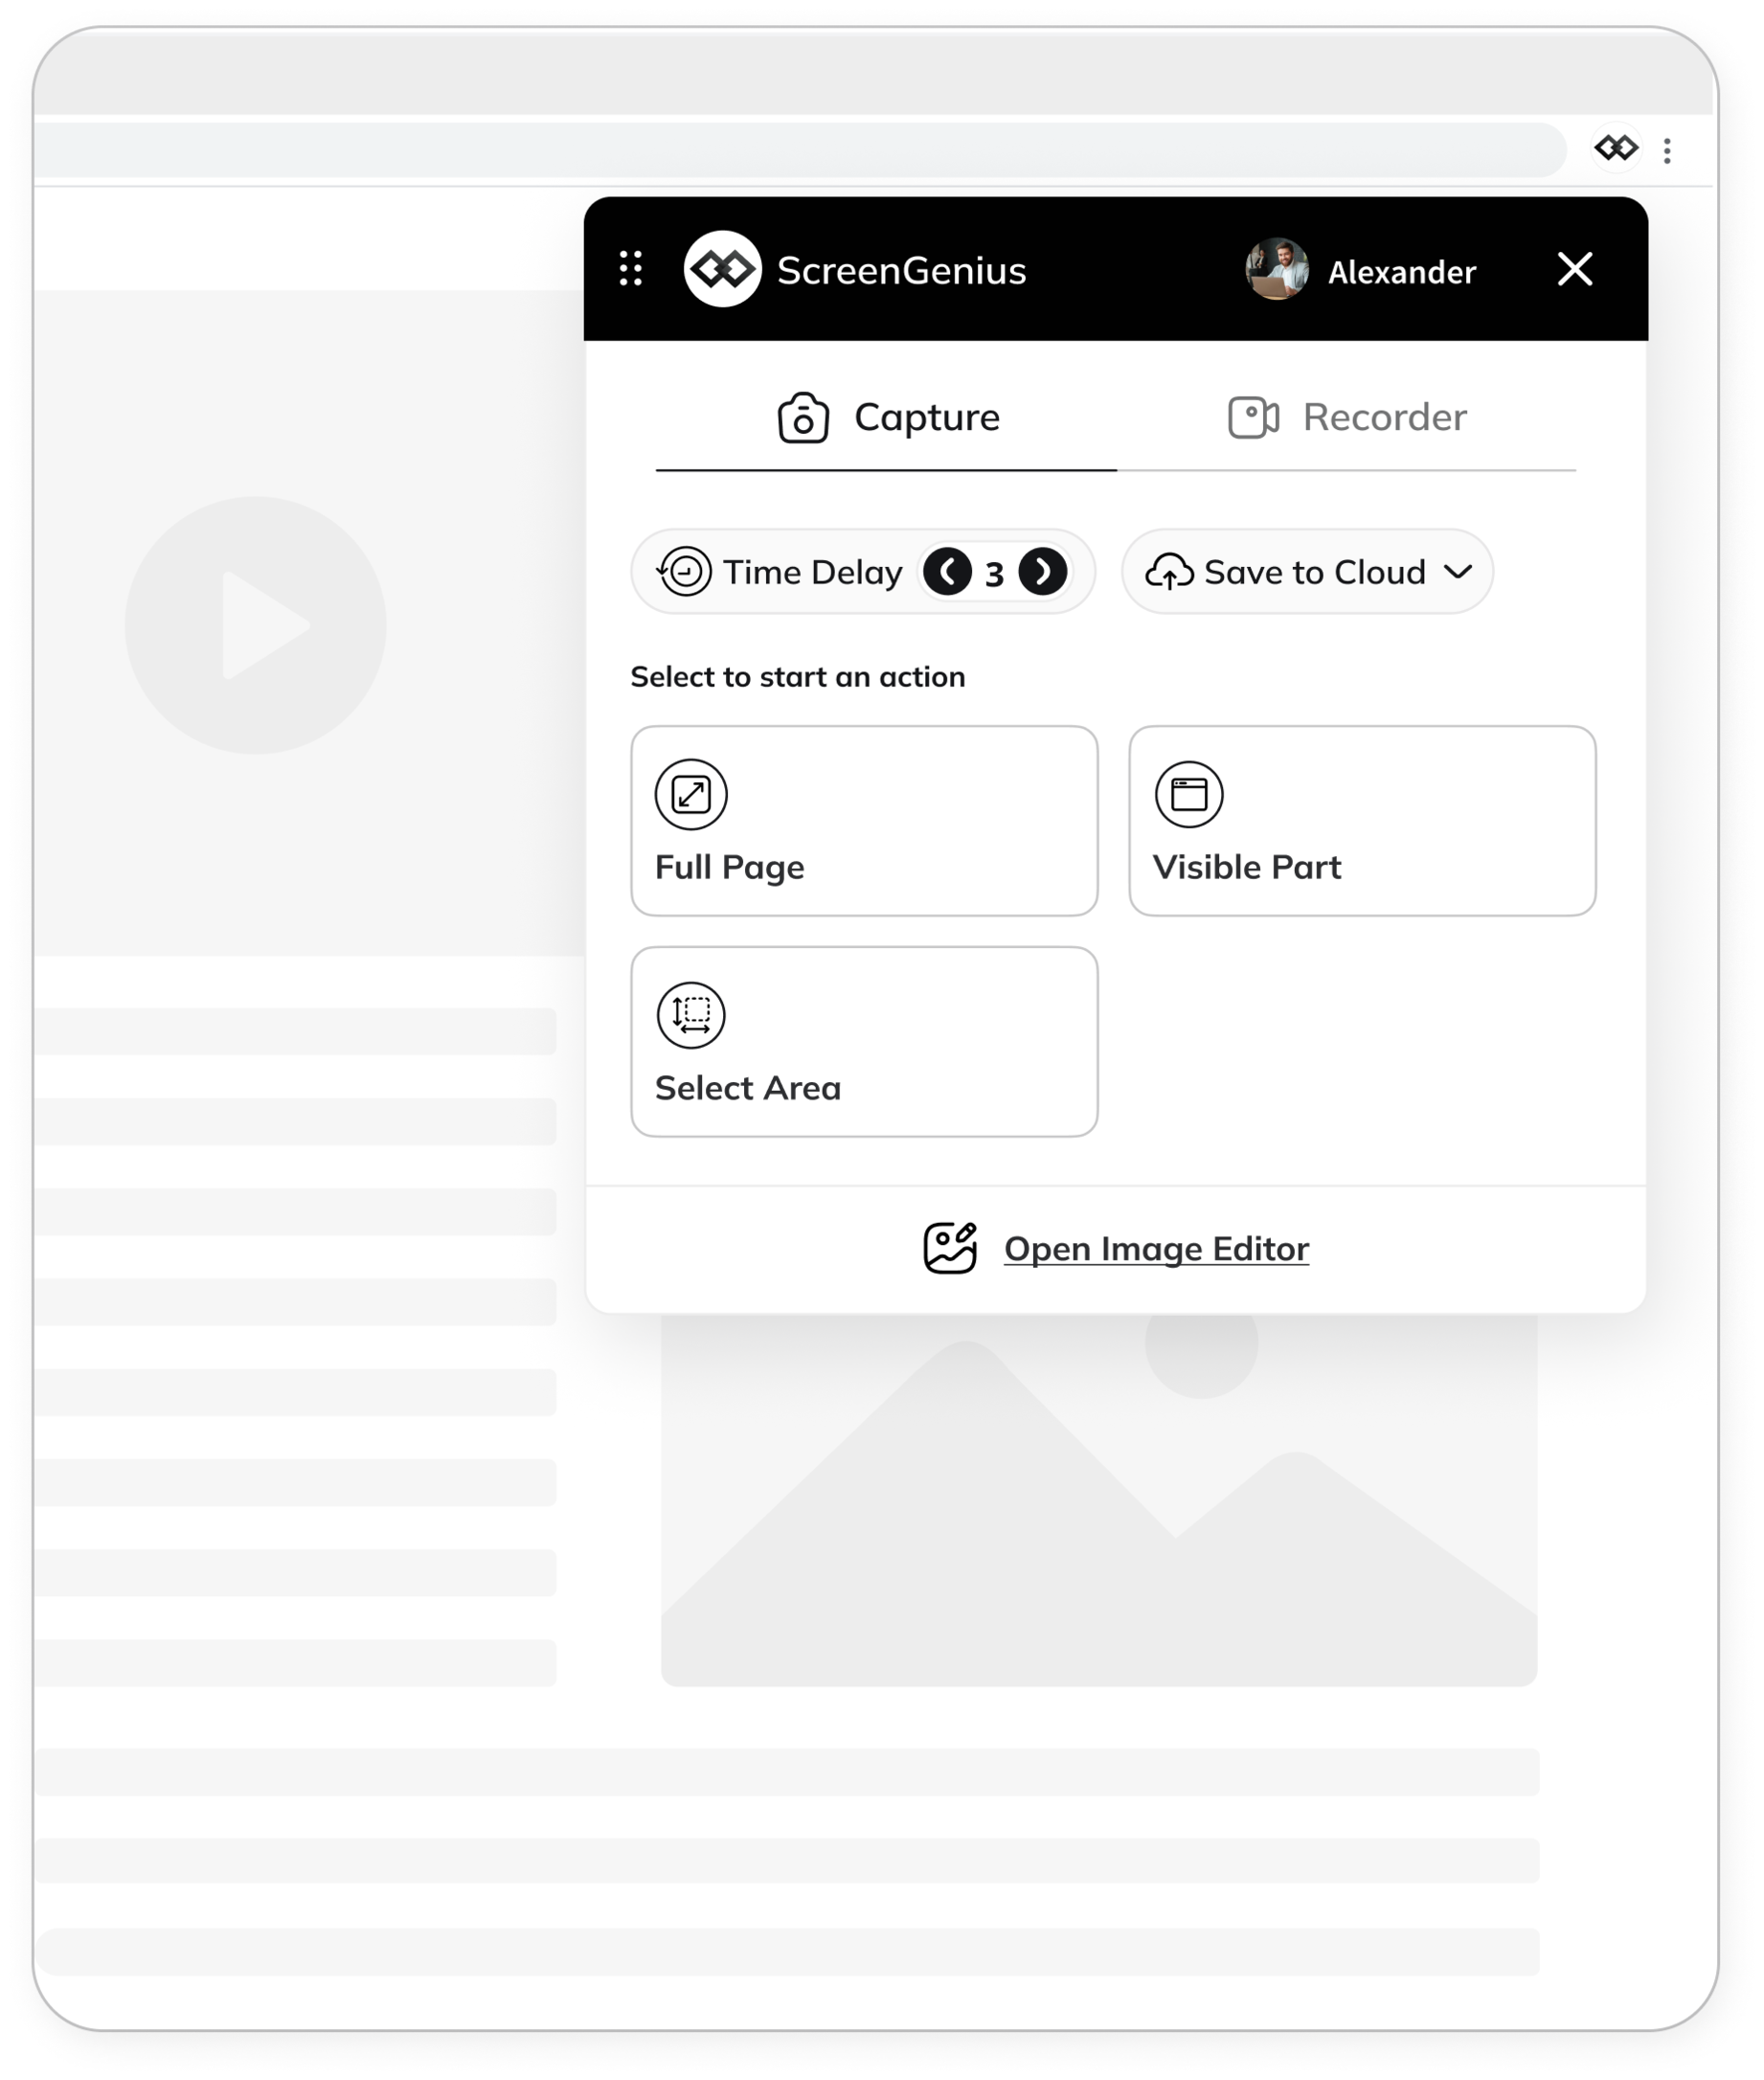 ScreenGenius Alexander
Capture Recorder
Time Delay 3 Save to Cloud
Select to start an action
Full Page Visible Part
Select Area
Open Image Editor